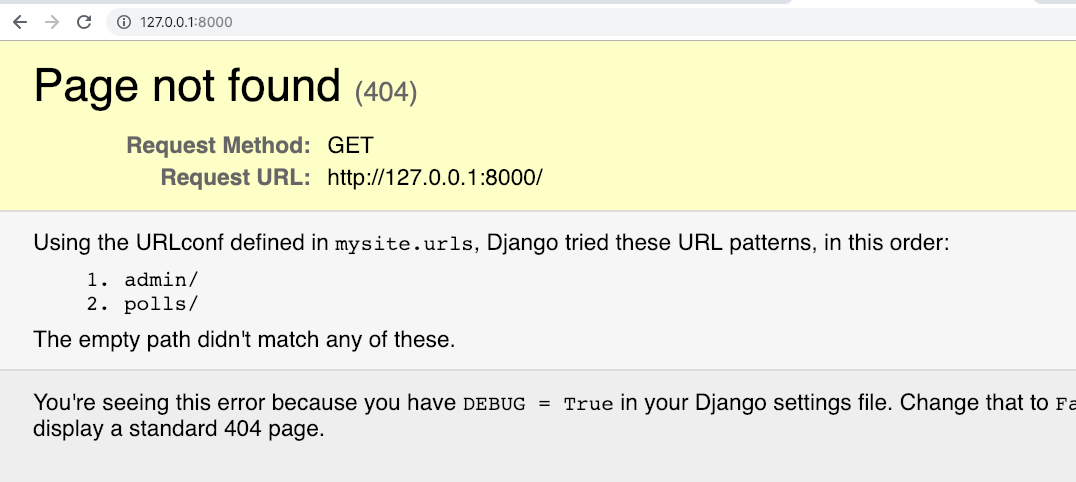 127.0.0.1:8000
Page not found (404)
Request Method: GET
Request URL: http://127.0.0.1:8000/
Using the URLconf defined in mysite.urls, Django tried these URL patterns, in this order:
1. admin/
2. polls/
The empty path didn't match any of these.
You're seeing this error because you have DEBUG = True in your Django settings file. Change that to
display a standard 404 page.